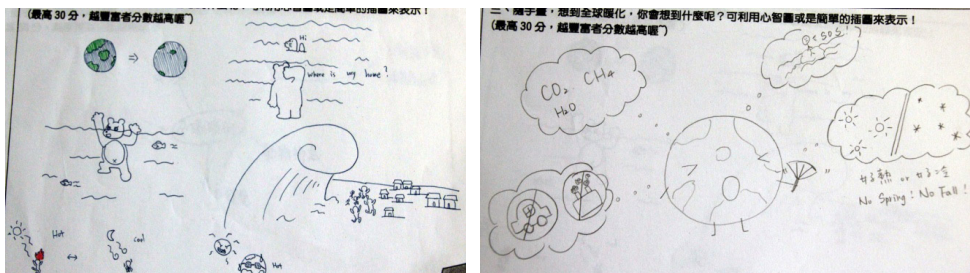 (最高 30 分，越豐富者分數越高喔~)
Hi
where is my home?
Hot
Cool
Hot
三、隨手畫，想到全球暖化，你會想到什麼呢？可利用心智圖或是簡單的插圖來表示！
(最高 30 分，越豐富者分數越高喔~)
SOS!
CO2 CH4
H2O
好熱 or 好冷
No Spring! No Fall!